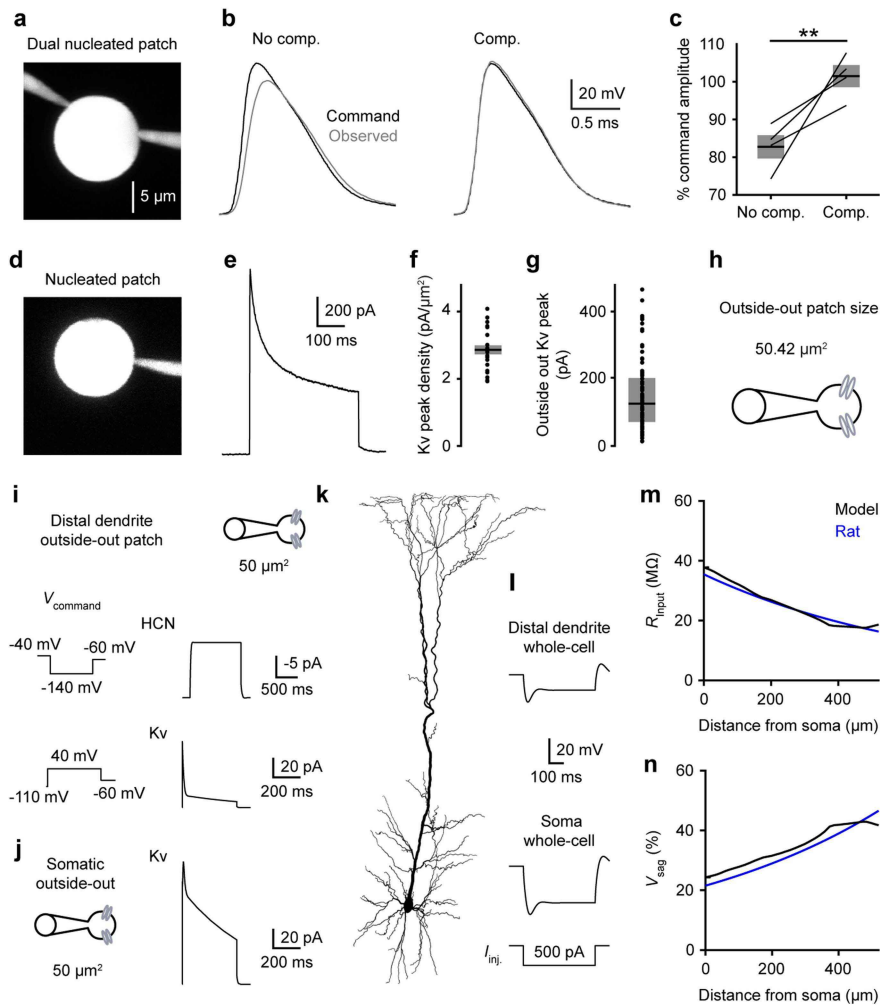 a
Dual nucleated patch
5 µm
b
No comp.
Comp.
Command
Observed
20 mV
0.5 ms
c
**
% command amplitude
110
100
90
80
70
No comp.
Comp.
d
Nucleated patch
e
200 pA
100 ms
f
Kv peak density (pA/µm²)
4
2
0
g
Outside out Kv peak
(pA)
400
200
0
h
Outside-out patch size
50.42 µm²
i
Distal dendrite
outside-out patch
50 µm²
Vcommand
HCN
-40 mV
-60 mV
-140 mV
-5 pA
500 ms
Kv
40 mV
-110 mV
-60 mV
20 pA
200 ms
j
Somatic
outside-out
50 µm²
Kv
20 pA
200 ms
k
l
Distal dendrite
whole-cell
20 mV
100 ms
Soma
whole-cell
Iinj.
500 pA
m
Model
Rat
RInput (MΩ)
60
40
20
0
0
200
400
Distance from soma (µm)
n
Vsag (%)
60
40
20
0
0
200
400
Distance from soma (µm)